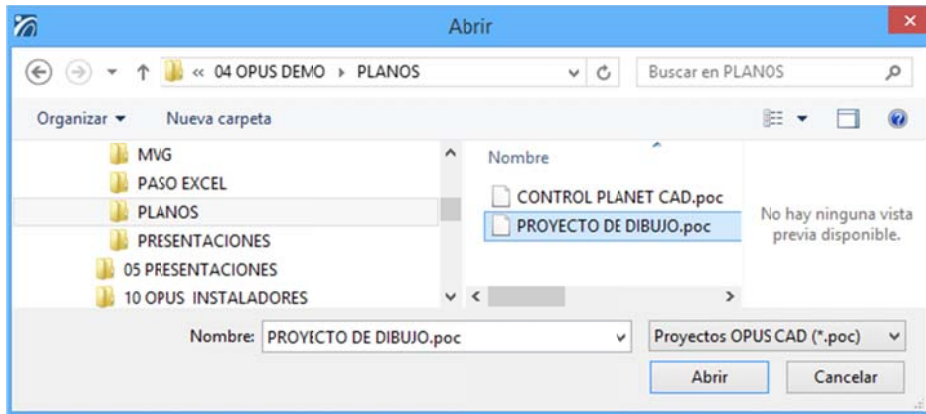 Abrir
« 04 OPUS DEMO PLANOS
Buscar en PLANOS
Organizar
Nueva carpeta
MVG
PASO EXCEL
PLANOS
PRESENTACIONES
05 PRESENTACIONES
10 OPUS INSTALADORES
Nombre
CONTROL PLANET CAD.poc
PROYECTO DE DIBUJO.poc
No hay ninguna vista
previa disponible.
Nombre: PROYECTO DE DIBUJO.poc
Proyectos OPUS CAD (*.poc)
Abrir
Cancelar